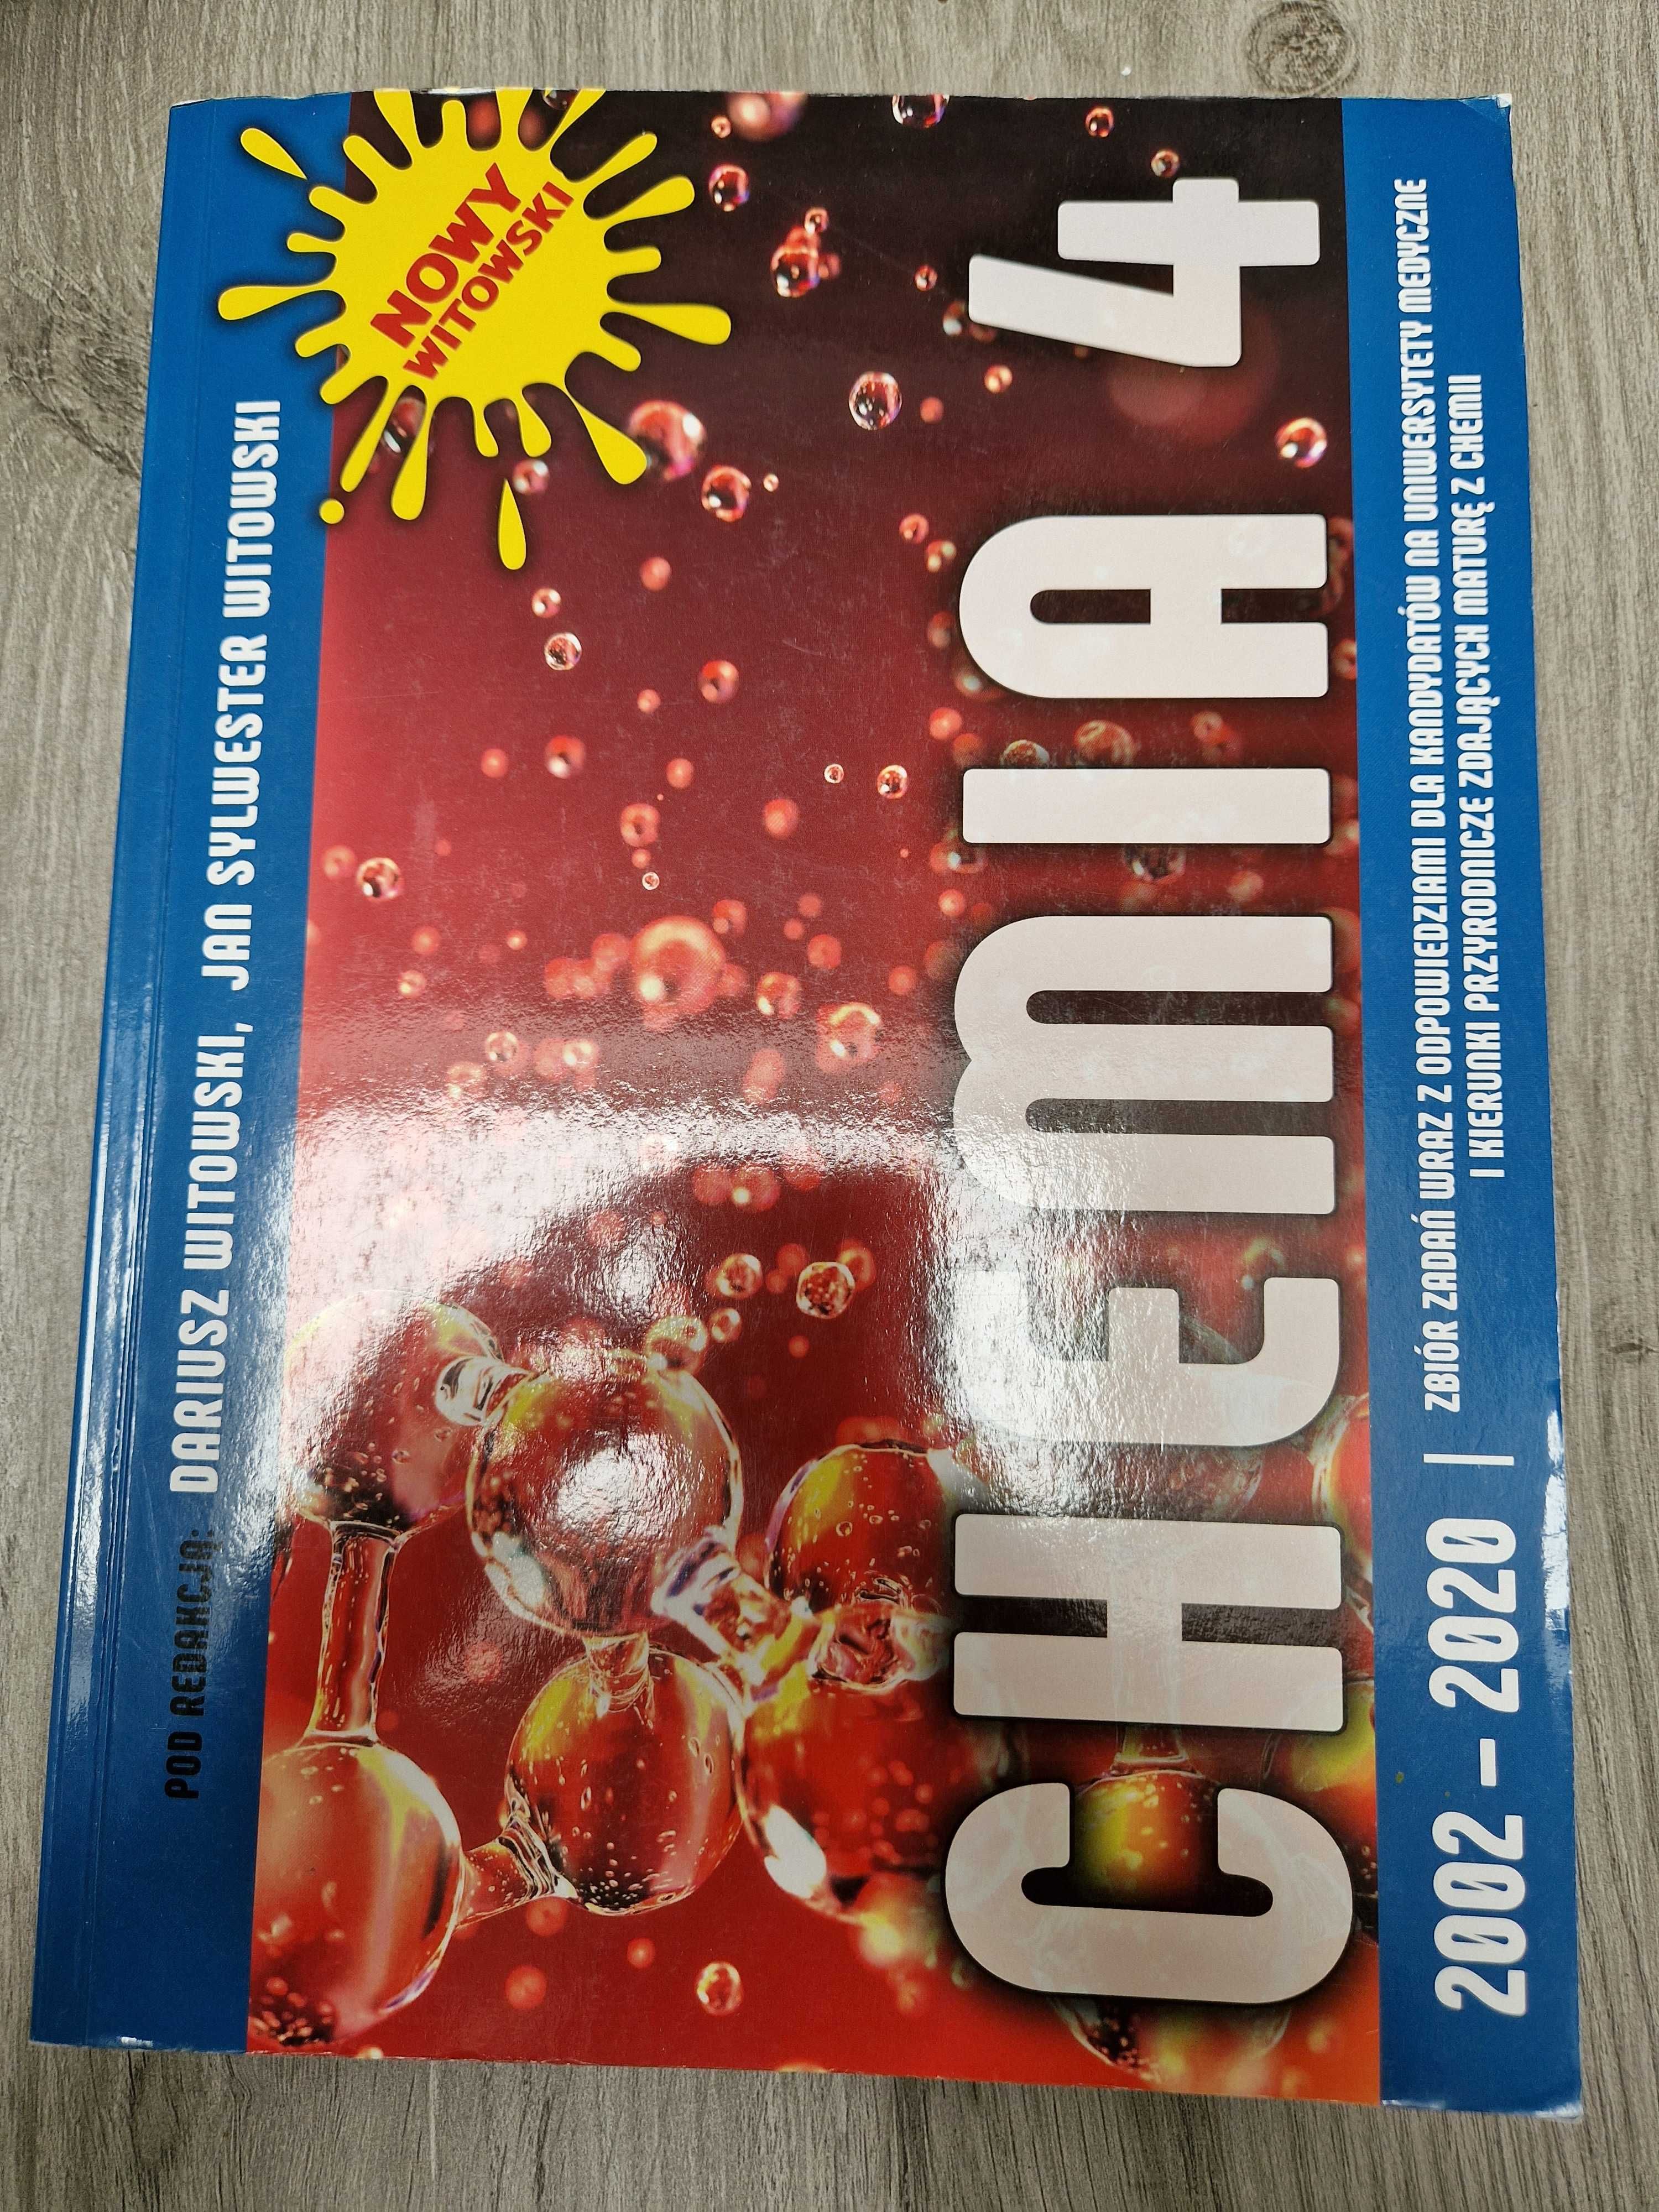 POD REDAKCJĄ: DARIUSZ WITOWSKI, JAN SYLWESTER WITOWSKI
NOWY
WITOWSKI
CHEMIA 4
2002 - 2020 | ZBIÓR ZADAŃ WRAZ Z ODPOWIEDZIAMI DLA KANDYDATÓW NA UNIWERSYTETY MEDYCZNE
I KIERUNKI PRZYRODNICZE ZDAJĄCYCH MATURĘ Z CHEMII